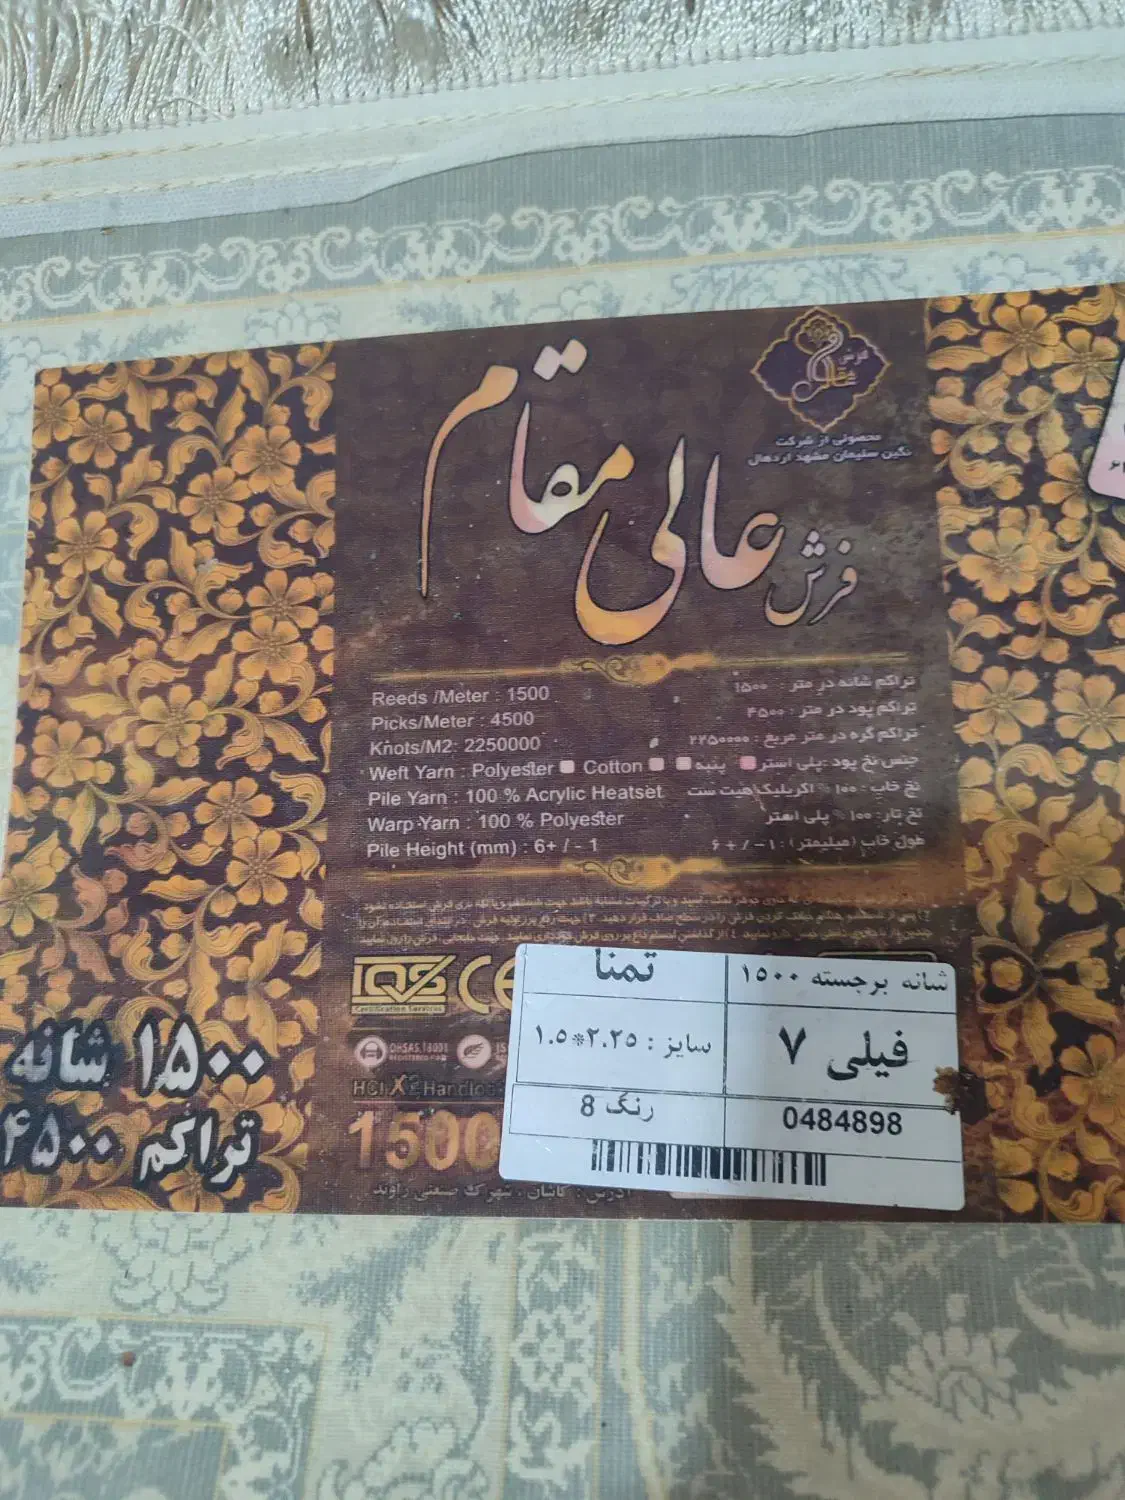 فرش عالی مقام
محصولی از شرکت
نگین سلیمان مشهد اردهال
Reeds /Meter : 1500
تراکم شانه در متر : ۱۵۰۰
Picks/Meter : 4500
تراکم پود در متر : ۴۵۰۰
Knots/M2: 2250000
تراکم گره در متر مربع : ۲۲۵۰۰۰۰
Weft Yarn : Polyester Cotton
جنس نخ پود :پلی استر پنبه
Pile Yarn : 100 % Acrylic Heatset
نخ خاب : ۱۰۰ % اکریلیک هیت ست
Warp Yarn : 100 % Polyester
نخ تار: ۱۰۰ % پلی استر
Pile Height (mm) : 6+ / - 1
طول خاب (میلیمتر) : ۱- / + ۶
IQS CE
Certification Services
OHSAS 18001
1500
آدرس : کاشان ، شهرک صنعتی راوند
۱۵۰۰ شانه
تراکم ۴۵۰۰
شانه برجسته ۱۵۰۰
تمنا
فیلی ۷
سایز : ۲.۲۵*۱.۵
0484898
رنگ 8